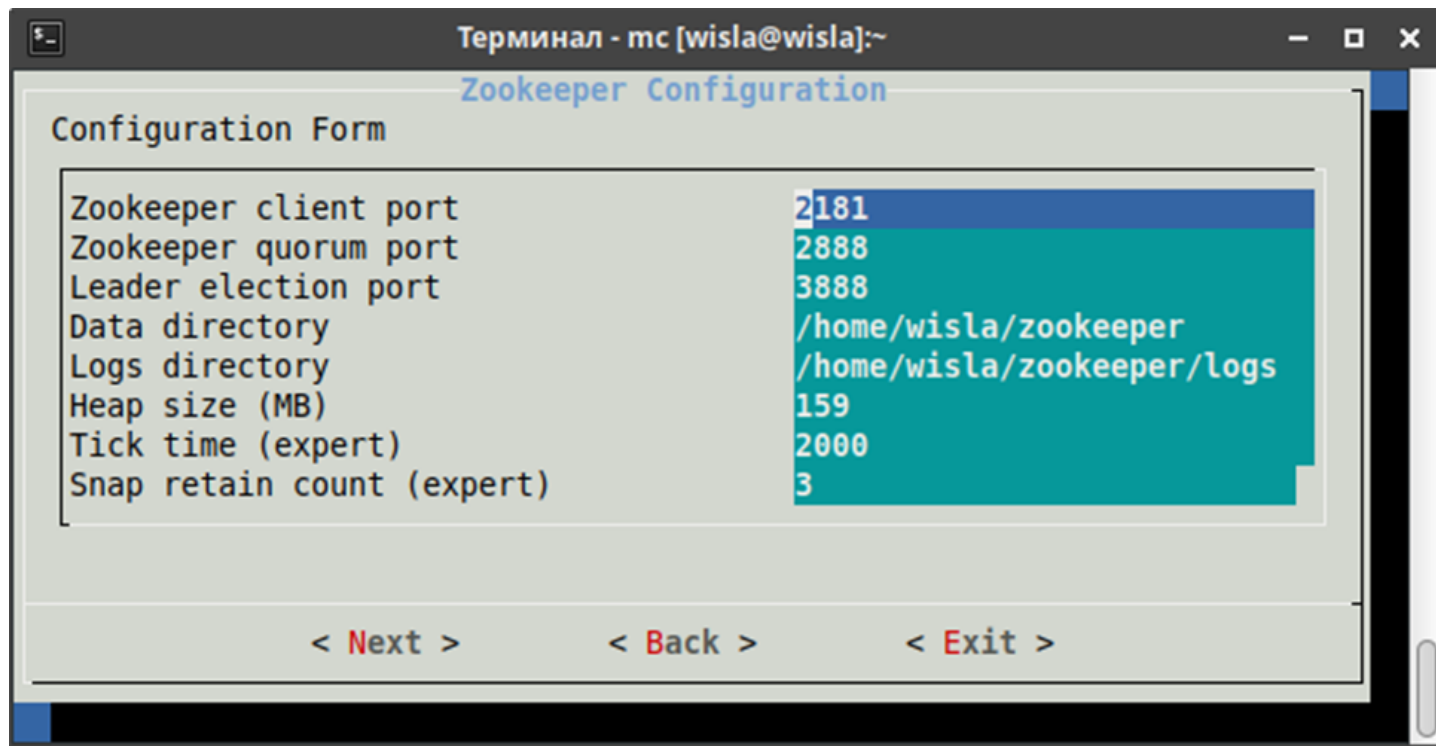 Терминал - mc [wisla@wisla]:~
Zookeeper Configuration
Configuration Form
Zookeeper client port 2181
Zookeeper quorum port 2888
Leader election port 3888
Data directory /home/wisla/zookeeper
Logs directory /home/wisla/zookeeper/logs
Heap size (MB) 159
Tick time (expert) 2000
Snap retain count (expert) 3
< Next > < Back > < Exit >